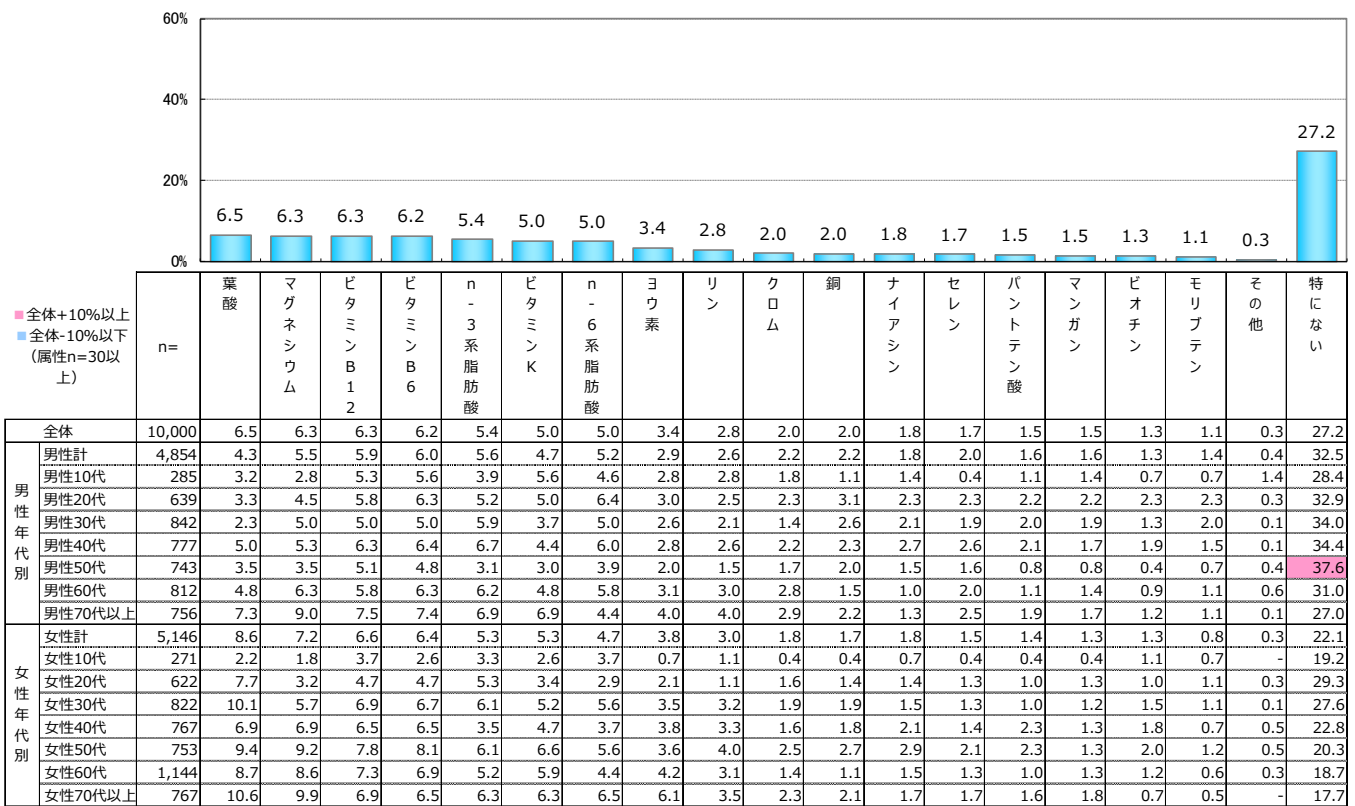 60%
40%
20%
0%
6.5 6.3 6.3 6.2 5.4 5.0 5.0 3.4 2.8 2.0 2.0 1.8 1.7 1.5 1.5 1.3 1.1 0.3 27.2
■全体+10%以上
■全体-10%以下
(属性n=30以上)
n= 葉酸 マグネシウム ビタミンB12 ビタミンB6 n-3系脂肪酸 ビタミンK n-6系脂肪酸 ヨウ素 リン クロム 銅 ナイアシン セレン パントテン酸 マンガン ビオチン モリブテン その他 特にない
全体 10,000 6.5 6.3 6.3 6.2 5.4 5.0 5.0 3.4 2.8 2.0 2.0 1.8 1.7 1.5 1.5 1.3 1.1 0.3 27.2
男性年代別
男性計 4,854 4.3 5.5 5.9 6.0 5.6 4.7 5.2 2.9 2.6 2.2 2.2 1.8 2.0 1.6 1.6 1.3 1.4 0.4 32.5
男性10代 285 3.2 2.8 5.3 5.6 3.9 5.6 4.6 2.8 2.8 1.8 1.1 1.4 0.4 1.1 1.4 0.7 0.7 1.4 28.4
男性20代 639 3.3 4.5 5.8 6.3 5.2 5.0 6.4 3.0 2.5 2.3 3.1 2.3 2.3 2.2 2.2 2.3 2.3 0.3 32.9
男性30代 842 2.3 5.0 5.0 5.0 5.9 3.7 5.0 2.6 2.1 1.4 2.6 2.1 1.9 2.0 1.9 1.3 2.0 0.1 34.0
男性40代 777 5.0 5.3 6.3 6.4 6.7 4.4 6.0 2.8 2.6 2.2 2.3 2.7 2.6 2.1 1.7 1.9 1.5 0.1 34.4
男性50代 743 3.5 3.5 5.1 4.8 3.1 3.0 3.9 2.0 1.5 1.7 2.0 1.5 1.6 0.8 0.8 0.4 0.7 0.4 37.6
男性60代 812 4.8 6.3 5.8 6.3 6.2 4.8 5.8 3.1 3.0 2.8 1.5 1.0 2.0 1.1 1.4 0.9 1.1 0.6 31.0
男性70代以上 756 7.3 9.0 7.5 7.4 6.9 6.9 4.4 4.0 4.0 2.9 2.2 1.3 2.5 1.9 1.7 1.2 1.1 0.1 27.0
女性年代別
女性計 5,146 8.6 7.2 6.6 6.4 5.3 5.3 4.7 3.8 3.0 1.8 1.7 1.8 1.5 1.4 1.3 1.3 0.8 0.3 22.1
女性10代 271 2.2 1.8 3.7 2.6 3.3 2.6 3.7 0.7 1.1 0.4 0.4 0.7 0.4 0.4 0.4 1.1 0.7 - 19.2
女性20代 622 7.7 3.2 4.7 4.7 5.3 3.4 2.9 2.1 1.1 1.6 1.4 1.4 1.3 1.0 1.3 1.0 1.1 0.3 29.3
女性30代 822 10.1 5.7 6.9 6.7 6.1 5.2 5.6 3.5 3.2 1.9 1.9 1.5 1.3 1.0 1.2 1.5 1.1 0.1 27.6
女性40代 767 6.9 6.9 6.5 6.5 3.5 4.7 3.7 3.8 3.3 1.6 1.8 2.1 1.4 2.3 1.3 1.8 0.7 0.5 22.8
女性50代 753 9.4 9.2 7.8 8.1 6.1 6.6 5.6 3.6 4.0 2.5 2.7 2.9 2.1 2.3 1.3 2.0 1.2 0.5 20.3
女性60代 1,144 8.7 8.6 7.3 6.9 5.2 5.9 4.4 4.2 3.1 1.4 1.1 1.5 1.3 1.0 1.3 1.2 0.6 0.3 18.7
女性70代以上 767 10.6 9.9 6.9 6.5 6.3 6.3 6.5 6.1 3.5 2.3 2.1 1.7 1.7 1.6 1.8 0.7 0.5 - 17.7